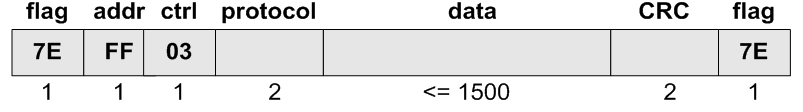 flag addr ctrl protocol data CRC flag
7E FF 03 7E
1 1 1 2 <= 1500 2 1